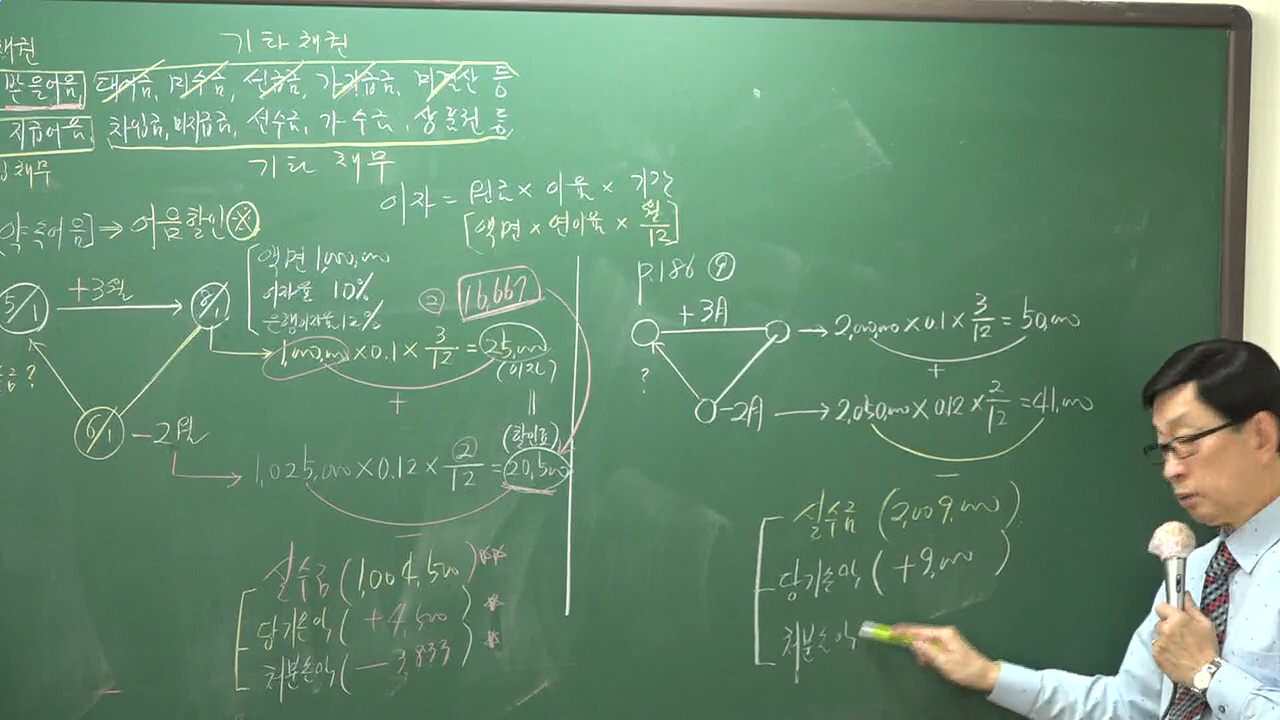 채권
기타채권
받을어음, 대여금, 미수금, 선급금, 가지급금, 미결산 등
지급어음, 차입금, 미지급금, 선수금, 가수금, 상품권 등
채무
기타 채무
이자 = 원금 × 이율 × 기간
[액면 × 연이율 × 월/12]
약속어음] ⇒ 어음할인
액면 1,000,000
이자율 10%
은행이자율 12%
5/1 +3월 8/1
② 16,667
1,000,000 × 0.1 × 3/12 = 25,000
(이자)
+
=
?
6/1 -2월
(할인료)
1,025,000 × 0.12 × 2/12 = 20,500
-
실수금 (1,004,500) **
당기손익 (+4,500) *
처분손익 (-3,833) *
P.186 ⑨
+3月 → 2,000,000 × 0.1 × 3/12 = 50,000
+
?
-2月 → 2,050,000 × 0.12 × 2/12 = 41,000
-
실수금 (2,009,000)
당기손익 (+9,000)
처분손익